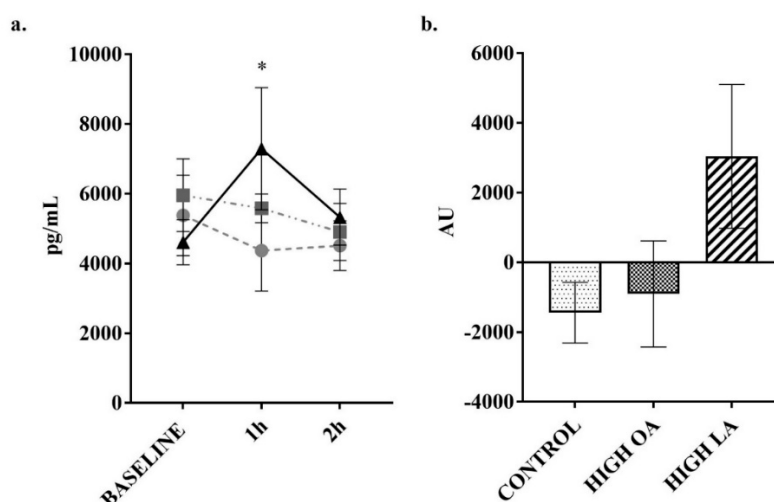 a.
10000
*
8000
6000
4000
2000
0
pg/mL
BASELINE
1h
2h
b.
6000
4000
2000
0
-2000
-4000
AU
CONTROL
HIGH OA
HIGH LA